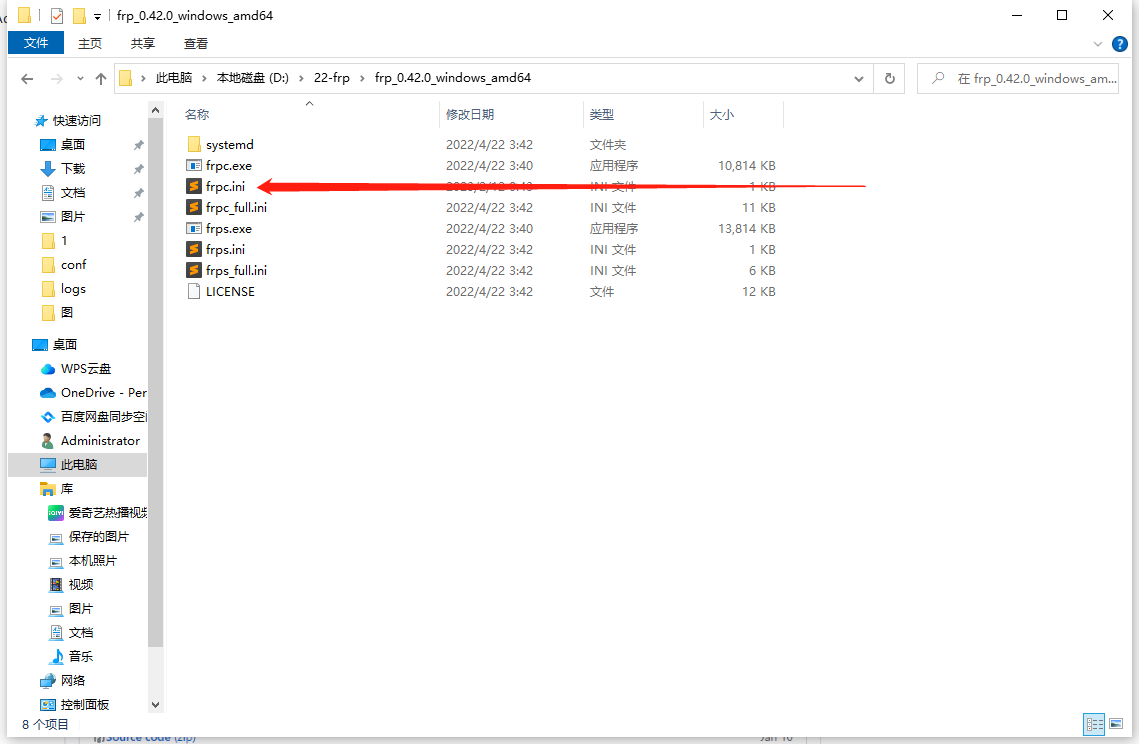 frp_0.42.0_windows_amd64
文件 主页 共享 查看
此电脑 本地磁盘 (D:) 22-frp frp_0.42.0_windows_amd64 在 frp_0.42.0_windows_am...
名称 修改日期 类型 大小
systemd 2022/4/22 3:42 文件夹
frpc.exe 2022/4/22 3:40 应用程序 10,814 KB
frpc.ini INI 文件 1 KB
frpc_full.ini 2022/4/22 3:42 INI 文件 11 KB
frps.exe 2022/4/22 3:40 应用程序 13,814 KB
frps.ini 2022/4/22 3:42 INI 文件 1 KB
frps_full.ini 2022/4/22 3:42 INI 文件 6 KB
LICENSE 2022/4/22 3:42 文件 12 KB
快速访问
桌面
下载
文档
图片
1
conf
logs
图
桌面
WPS云盘
OneDrive - Per
百度网盘同步空
Administrator
此电脑
库
爱奇艺热播视频
保存的图片
本机照片
视频
图片
文档
音乐
网络
控制面板
8 个项目
Source code (zip)